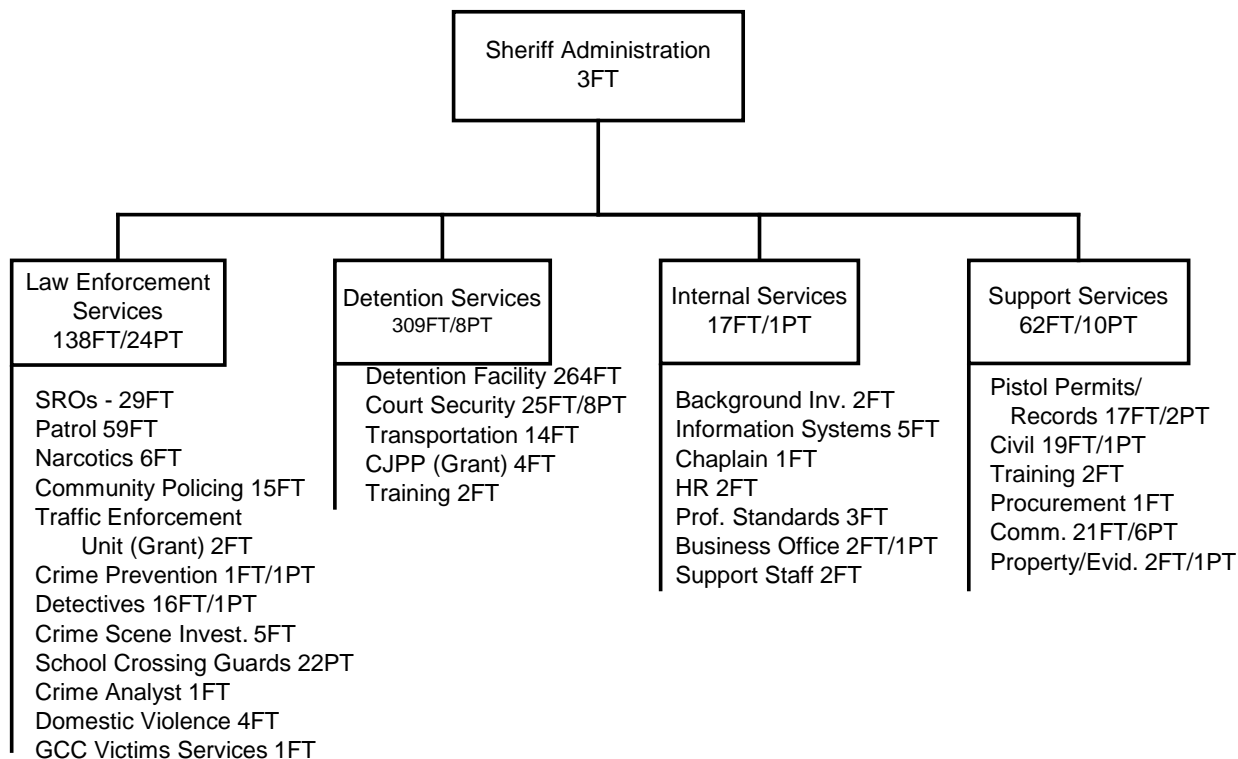 Sheriff Administration
3FT
Law Enforcement
Services
138FT/24PT
SROs - 29FT
Patrol 59FT
Narcotics 6FT
Community Policing 15FT
Traffic Enforcement
Unit (Grant) 2FT
Crime Prevention 1FT/1PT
Detectives 16FT/1PT
Crime Scene Invest. 5FT
School Crossing Guards 22PT
Crime Analyst 1FT
Domestic Violence 4FT
GCC Victims Services 1FT
Detention Services
309FT/8PT
Detention Facility 264FT
Court Security 25FT/8PT
Transportation 14FT
CJPP (Grant) 4FT
Training 2FT
Internal Services
17FT/1PT
Background Inv. 2FT
Information Systems 5FT
Chaplain 1FT
HR 2FT
Prof. Standards 3FT
Business Office 2FT/1PT
Support Staff 2FT
Support Services
62FT/10PT
Pistol Permits/
Records 17FT/2PT
Civil 19FT/1PT
Training 2FT
Procurement 1FT
Comm. 21FT/6PT
Property/Evid. 2FT/1PT